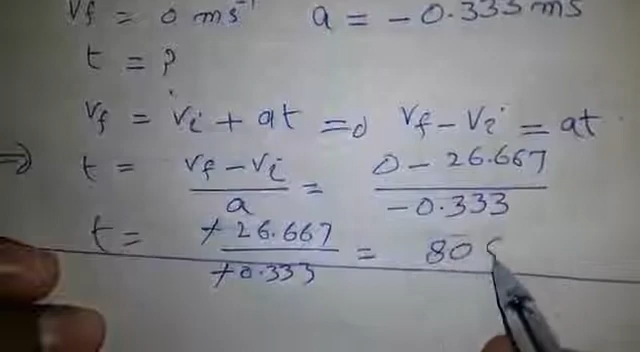 Vf = 0 ms⁻¹ a = -0.333 ms
t = ?
Vf = Vi + at => Vf - Vi = at
=> t = Vf - Vi / a = 0 - 26.667 / -0.333
t = +26.667 / +0.333 = 80 s